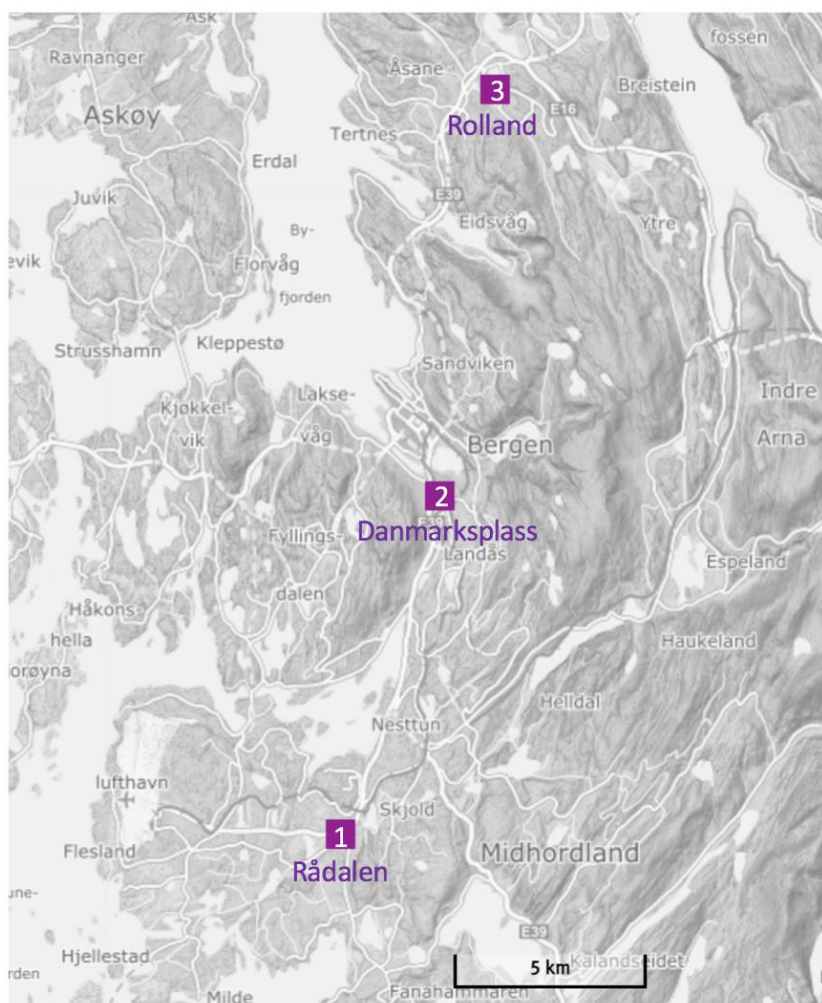 Ask
fossen
Ravnanger
Åsane
3
Breistein
Askøy
E16
Rolland
Tertnes
Erdal
E39
Juvik
By-
Eidsvåg
Ytre
evik
Florvåg
fjorden
Kleppestø
Strusshamn
Sandviken
Lakse-
Indre
Kjøkkel-
vik
våg
Bergen
Arna
2
Danmarksplass
Fyllings-
Landås
Espeland
dalen
Håkons-
hella
Haukeland
orøyna
Helldal
Nesttun
lufthavn
Skjold
1
Flesland
Midhordland
Rådalen
une-
E39
Hjellestad
5 km
Kalandseidet
rden
Milde
Fanahammaren